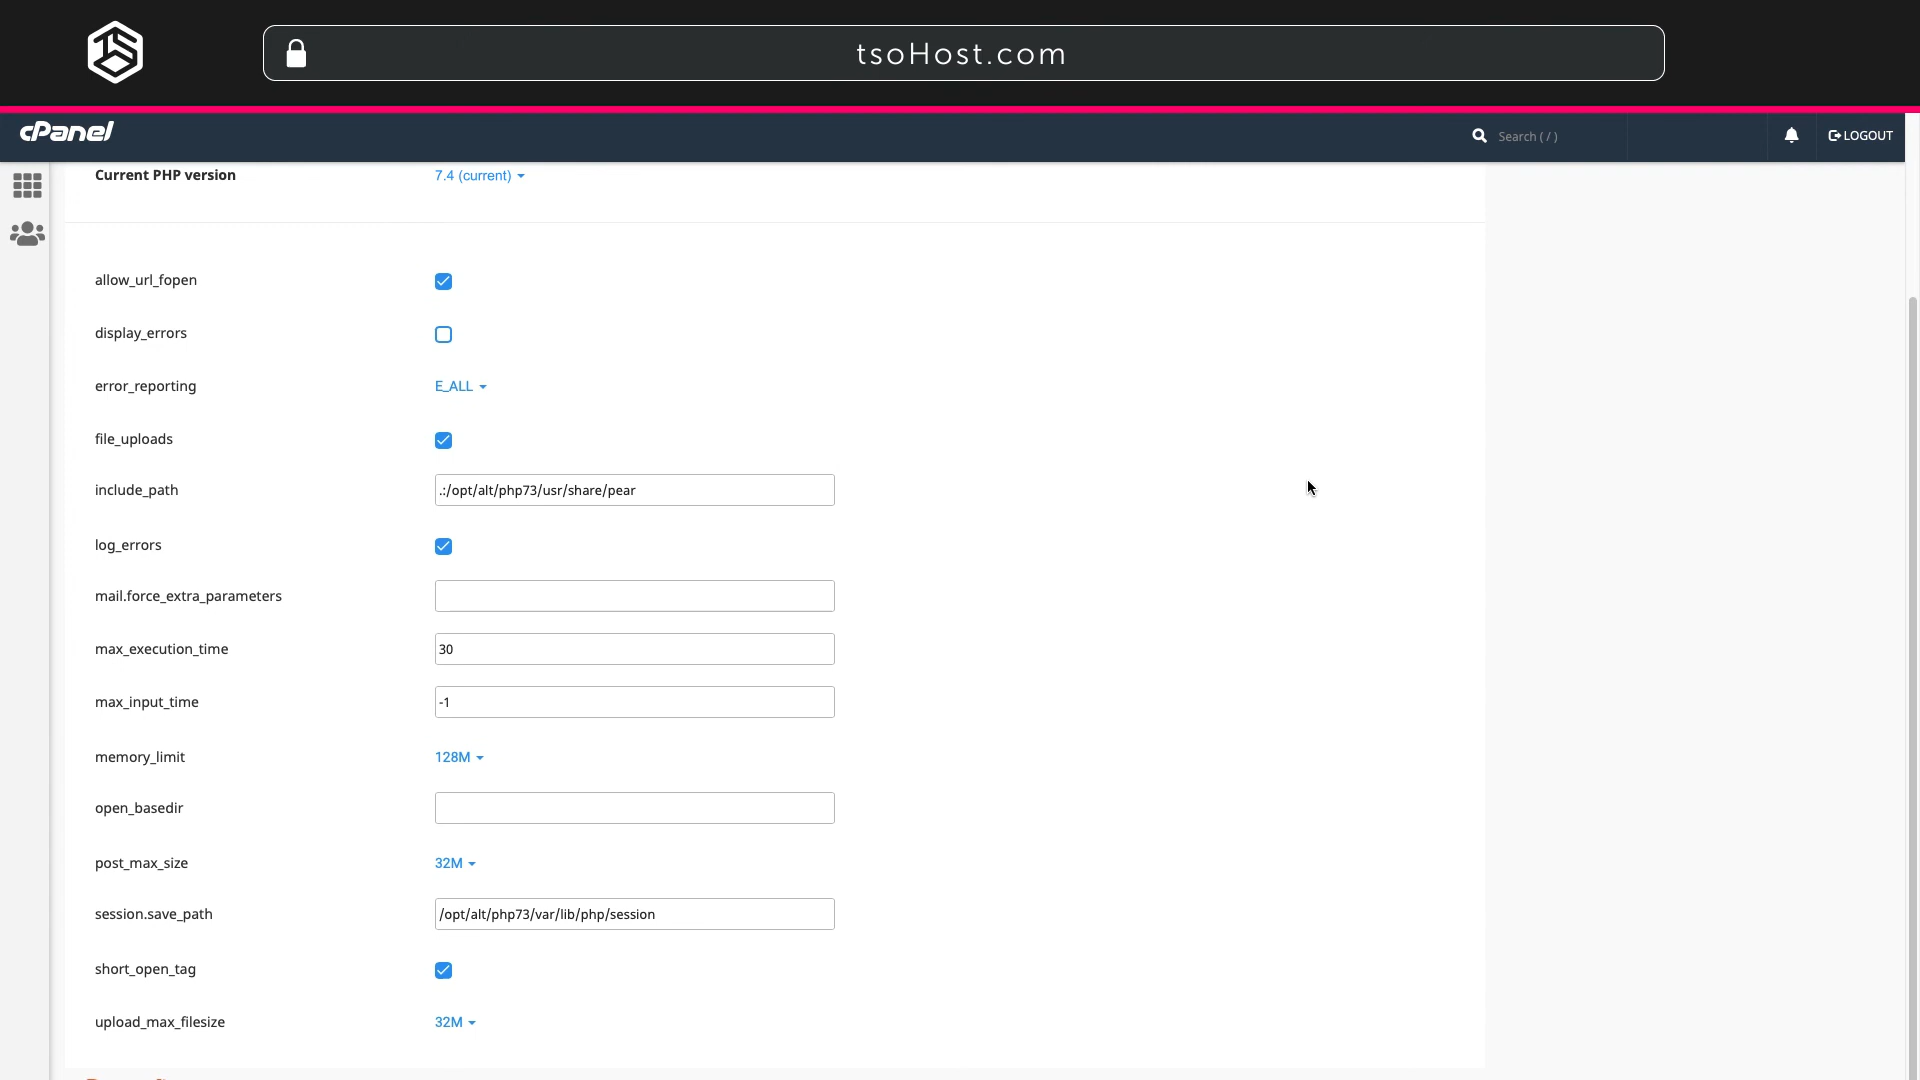 tsoHost.com
cPanel
Search ( / )
LOGOUT
Current PHP version 7.4 (current)
allow_url_fopen
display_errors
error_reporting E_ALL
file_uploads
include_path .:/opt/alt/php73/usr/share/pear
log_errors
mail.force_extra_parameters
max_execution_time 30
max_input_time -1
memory_limit 128M
open_basedir
post_max_size 32M
session.save_path /opt/alt/php73/var/lib/php/session
short_open_tag
upload_max_filesize 32M